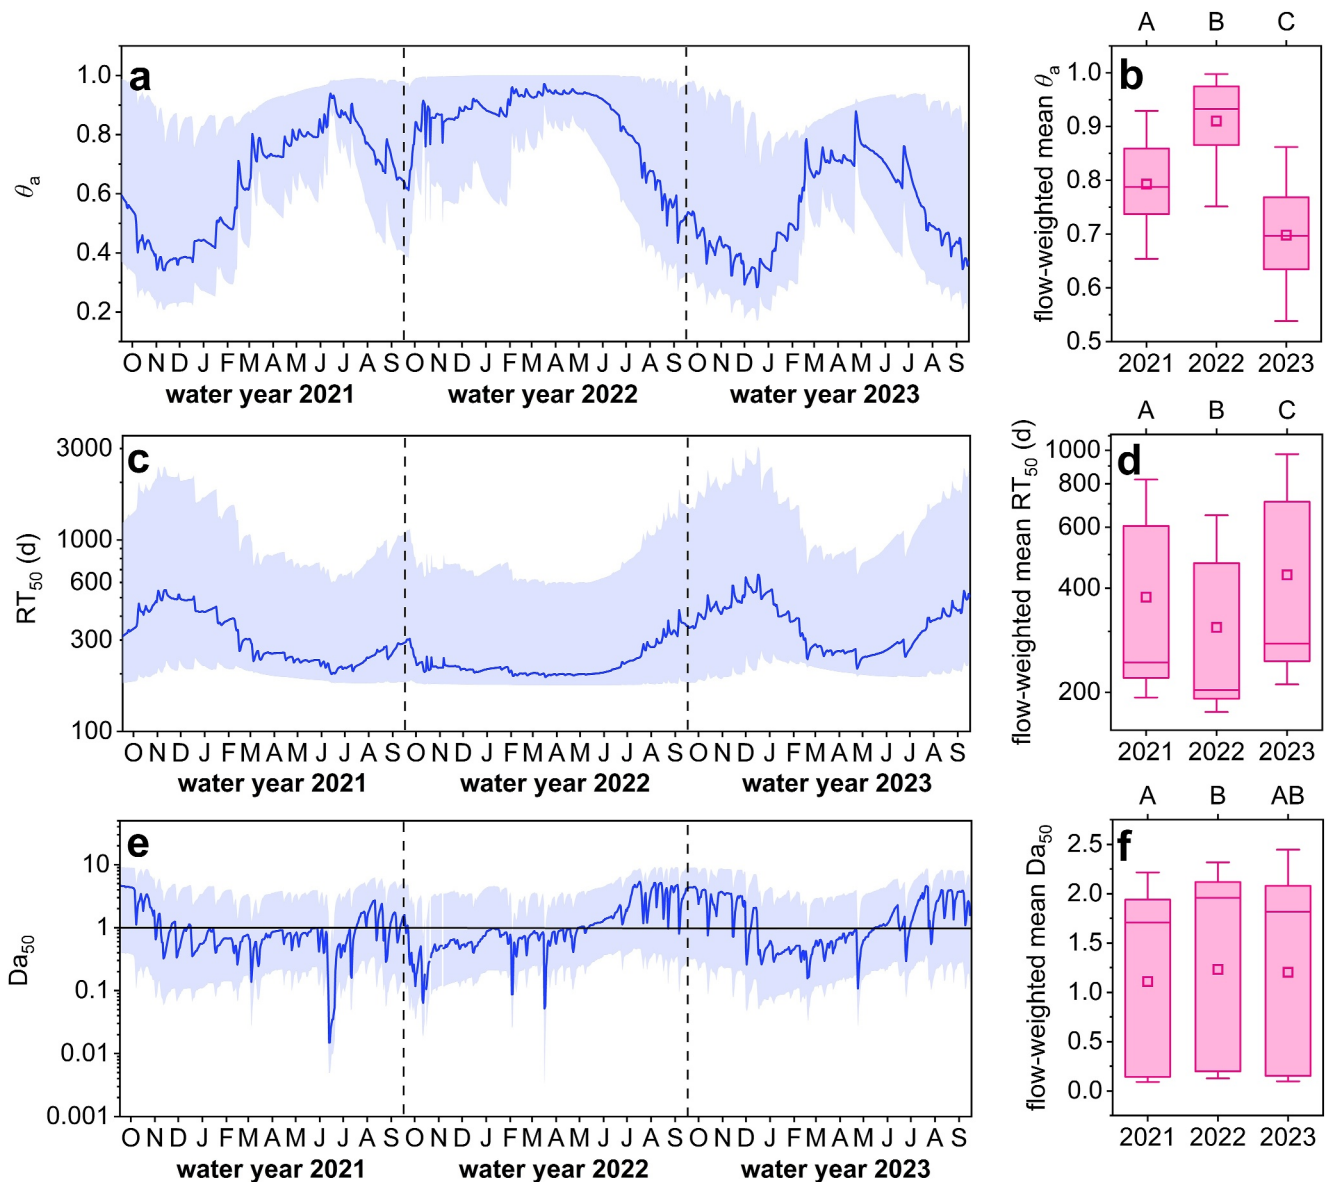 a
θa
1.0
0.8
0.6
0.4
0.2
O N D J F M A M J J A S O N D J F M A M J J A S O N D J F M A M J J A S
water year 2021 water year 2022 water year 2023
A B C
b
flow-weighted mean θa
1.0
0.9
0.8
0.7
0.6
0.5
2021 2022 2023
c
RT50 (d)
3000
1000
600
300
100
O N D J F M A M J J A S O N D J F M A M J J A S O N D J F M A M J J A S
water year 2021 water year 2022 water year 2023
A B C
d
flow-weighted mean RT50 (d)
1000
800
600
400
200
2021 2022 2023
e
Da50
10
1
0.1
0.01
0.001
O N D J F M A M J J A S O N D J F M A M J J A S O N D J F M A M J J A S
water year 2021 water year 2022 water year 2023
A B AB
f
flow-weighted mean Da50
2.5
2.0
1.5
1.0
0.5
0.0
2021 2022 2023